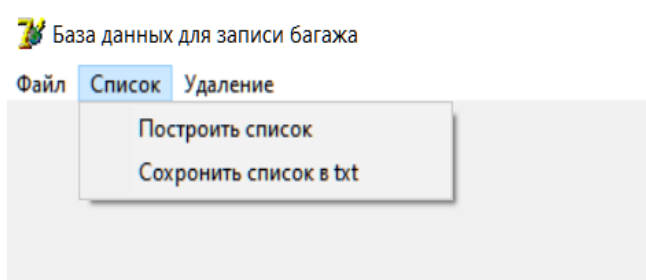 База данных для записи багажа
Файл Список Удаление
Построить список
Сохронить список в txt